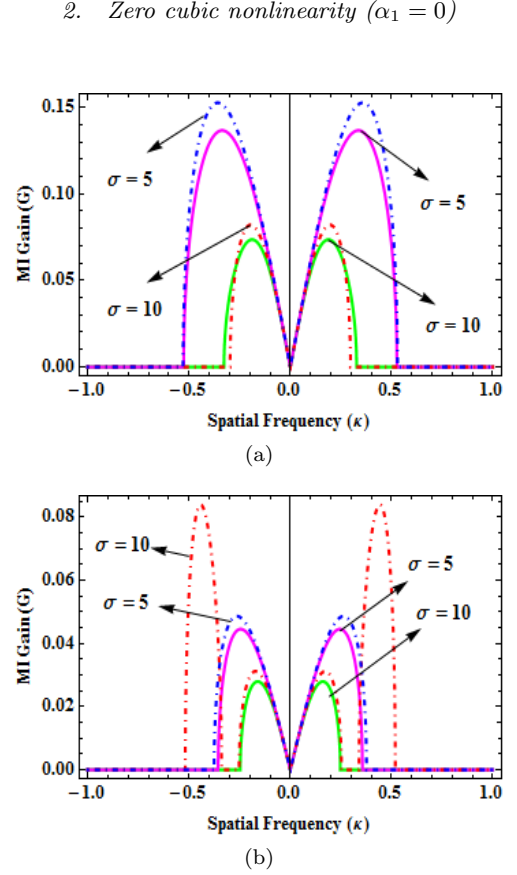 2. Zero cubic nonlinearity (α₁ = 0)
MI Gain (G)
0.15
0.10
0.05
0.00
σ = 5
σ = 5
σ = 10
σ = 10
−1.0 −0.5 0.0 0.5 1.0
Spatial Frequency (κ)
(a)
MI Gain (G)
0.08
0.06
0.04
0.02
0.00
σ = 10
σ = 5
σ = 5
σ = 10
−1.0 −0.5 0.0 0.5 1.0
Spatial Frequency (κ)
(b)